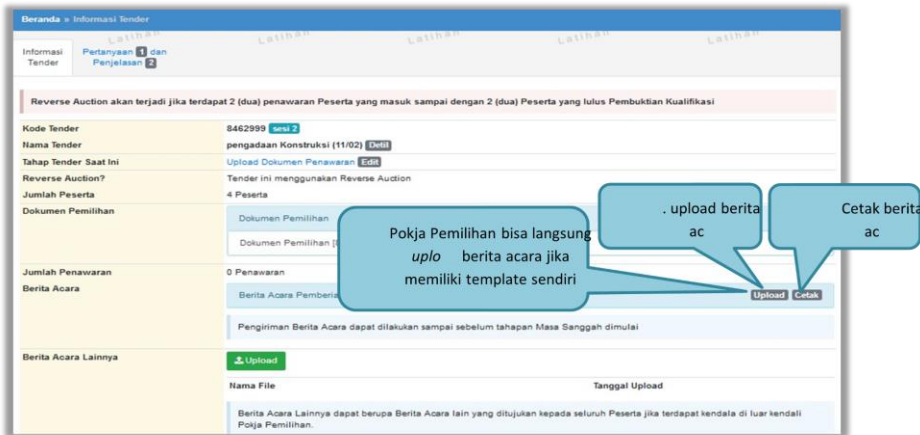 Beranda » Informasi Tender
Latihan Latihan Latihan Latihan Latihan
Informasi Tender
Pertanyaan 1 dan Penjelasan 2
Reverse Auction akan terjadi jika terdapat 2 (dua) penawaran Peserta yang masuk sampai dengan 2 (dua) Peserta yang lulus Pembuktian Kualifikasi
Kode Tender 8462999 sesi 2
Nama Tender pengadaan Konstruksi (11/02) Detil
Tahap Tender Saat Ini Upload Dokumen Penawaran Edit
Reverse Auction? Tender ini menggunakan Reverse Auction
Jumlah Peserta 4 Peserta
Dokumen Pemilihan Dokumen Pemilihan
Dokumen Pemilihan
Pokja Pemilihan bisa langsung
uplo berita acara jika
memiliki template sendiri
. upload berita
ac
Cetak berita
ac
Jumlah Penawaran 0 Penawaran
Berita Acara Berita Acara Upload Cetak
Pengiriman Berita Acara dapat dilakukan sampai sebelum tahapan Masa Sanggah dimulai
Berita Acara Lainnya Upload
Nama File Tanggal Upload
Berita Acara Lainnya dapat berupa Berita Acara lain yang ditujukan kepada seluruh Peserta jika terdapat kendala di luar kendali
Pokja Pemilihan.